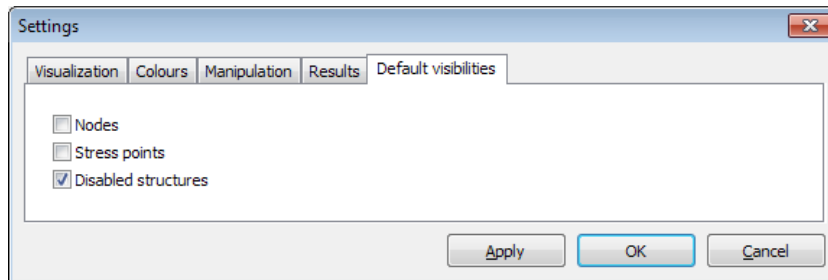 Settings
Visualization Colours Manipulation Results Default visibilities
Nodes
Stress points
Disabled structures
Apply OK Cancel